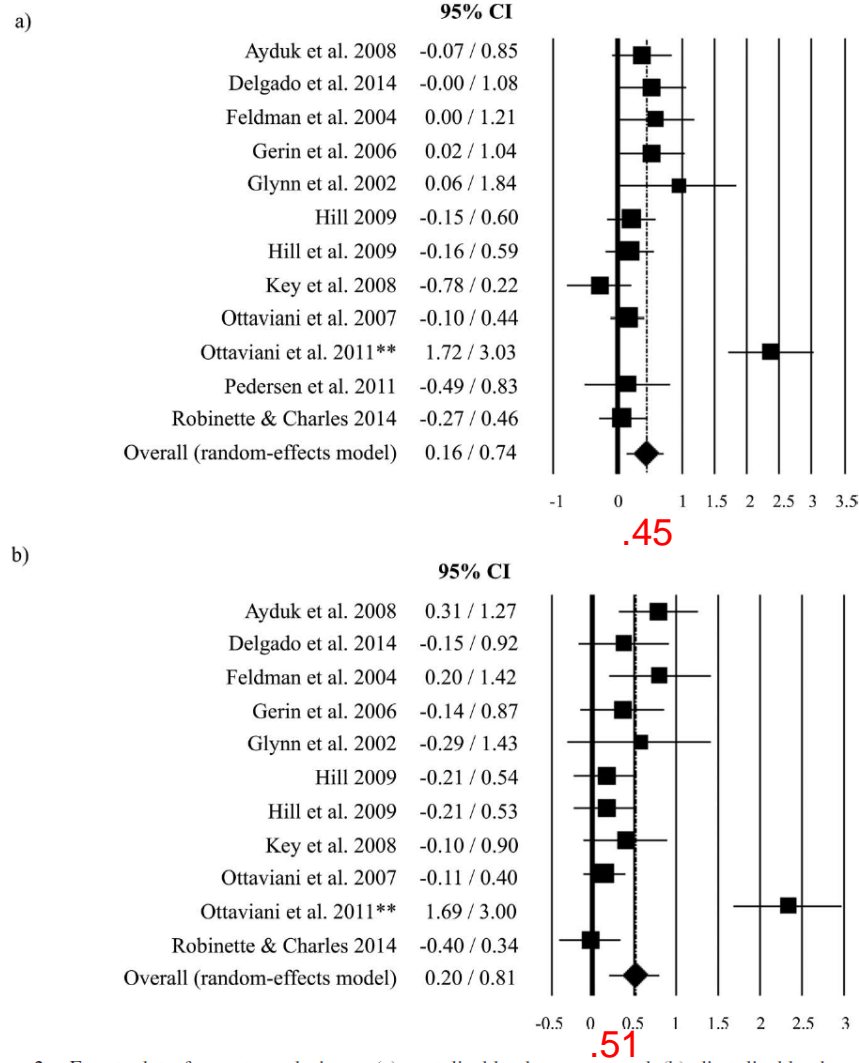 a)
95% CI
Ayduk et al. 2008 -0.07 / 0.85
Delgado et al. 2014 -0.00 / 1.08
Feldman et al. 2004 0.00 / 1.21
Gerin et al. 2006 0.02 / 1.04
Glynn et al. 2002 0.06 / 1.84
Hill 2009 -0.15 / 0.60
Hill et al. 2009 -0.16 / 0.59
Key et al. 2008 -0.78 / 0.22
Ottaviani et al. 2007 -0.10 / 0.44
Ottaviani et al. 2011** 1.72 / 3.03
Pedersen et al. 2011 -0.49 / 0.83
Robinette & Charles 2014 -0.27 / 0.46
Overall (random-effects model) 0.16 / 0.74
-1 0 1 1.5 2 2.5 3 3.5
.45
b)
95% CI
Ayduk et al. 2008 0.31 / 1.27
Delgado et al. 2014 -0.15 / 0.92
Feldman et al. 2004 0.20 / 1.42
Gerin et al. 2006 -0.14 / 0.87
Glynn et al. 2002 -0.29 / 1.43
Hill 2009 -0.21 / 0.54
Hill et al. 2009 -0.21 / 0.53
Key et al. 2008 -0.10 / 0.90
Ottaviani et al. 2007 -0.11 / 0.40
Ottaviani et al. 2011** 1.69 / 3.00
Robinette & Charles 2014 -0.40 / 0.34
Overall (random-effects model) 0.20 / 0.81
-0.5 0 0.5 1 1.5 2 2.5 3
.51